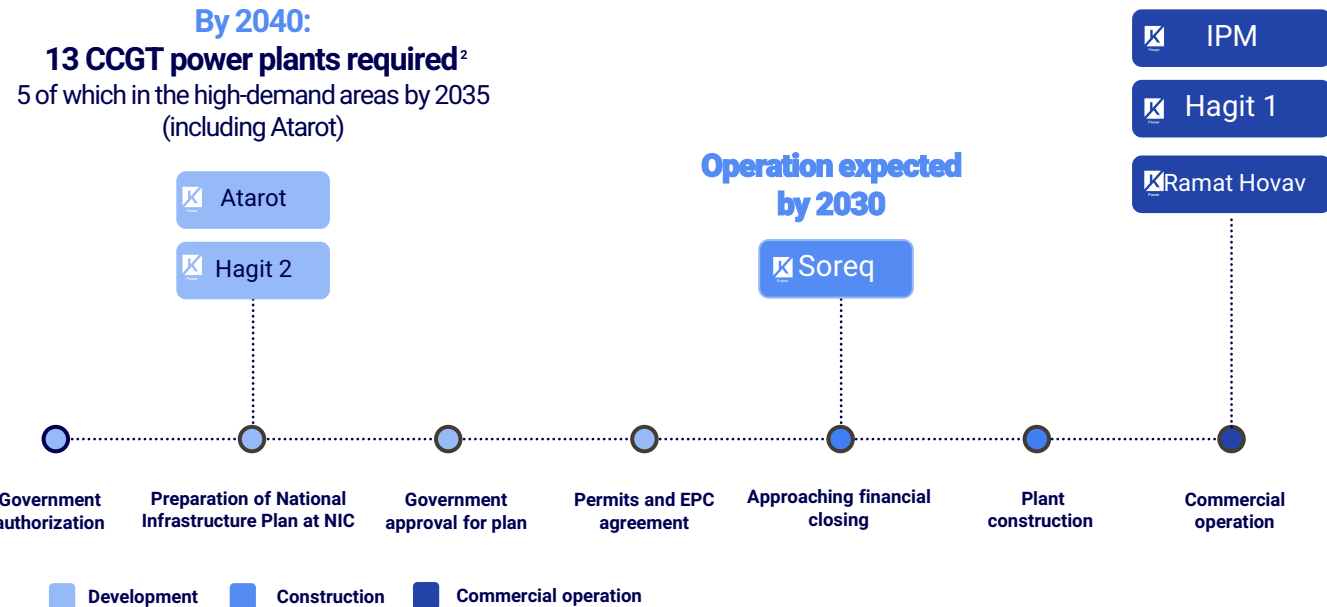 By 2040:
13 CCGT power plants required²
5 of which in the high-demand areas by 2035
(including Atarot)
IPM
Hagit 1
Ramat Hovav
Operation expected
by 2030
Atarot
Hagit 2
Soreq
Government
authorization
Preparation of National
Infrastructure Plan at NIC
Government
approval for plan
Permits and EPC
agreement
Approaching financial
closing
Plant
construction
Commercial
operation
Development
Construction
Commercial operation